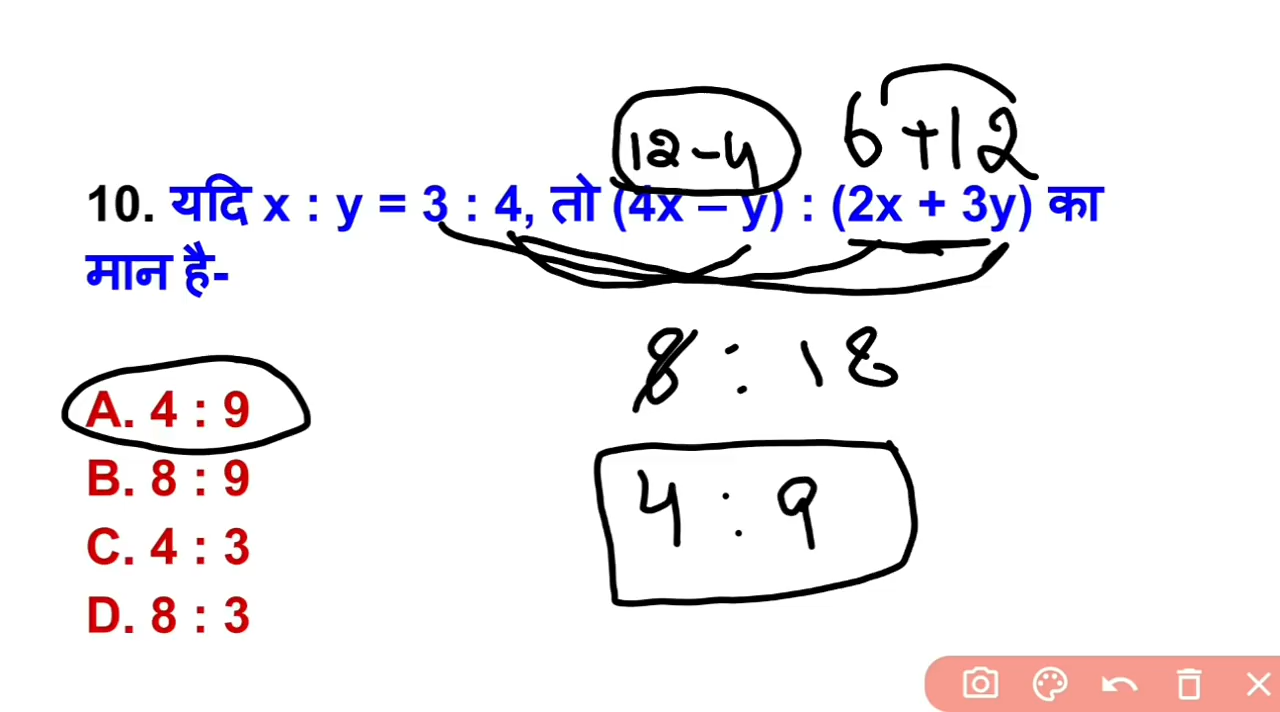 12-4 6+12
10. यदि x : y = 3 : 4, तो (4x – y) : (2x + 3y) का
मान है-
8 : 18
A. 4 : 9
B. 8 : 9
4 : 9
C. 4 : 3
D. 8 : 3